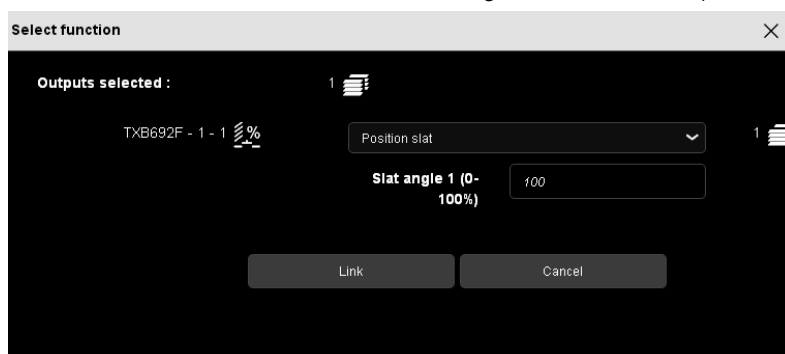 Select function
Outputs selected : 1
TXB692F - 1 - 1 % Position slat 1
Slat angle 1 (0-
100%) 100
Link Cancel